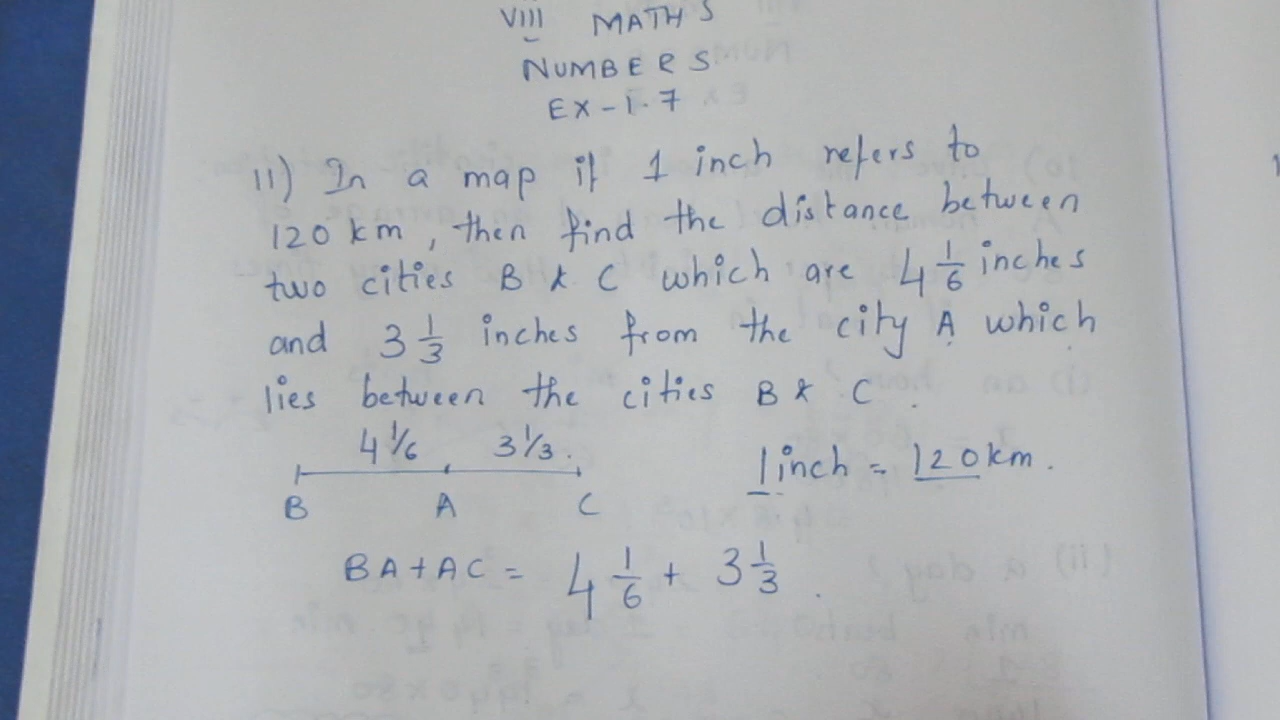 VIII MATHS
NUMBERS
EX-1.7
11) In a map if 1 inch refers to
120 km, then find the distance between
two cities B & C which are 4 1/6 inches
and 3 1/3 inches from the city A which
lies between the cities B & C.
4 1/6 3 1/3.
1 inch = 120 km.
B A C
BA+AC = 4 1/6 + 3 1/3.